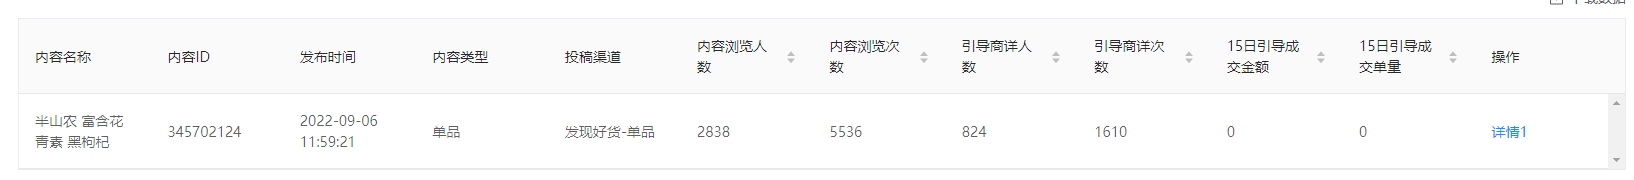 下载数据
内容名称 内容ID 发布时间 内容类型 投稿渠道 内容浏览人数 内容浏览次数 引导商详人数 引导商详次数 15日引导成交金额 15日引导成交单量 操作
半山农 富含花青素 黑枸杞 345702124 2022-09-06 11:59:21 单品 发现好货-单品 2838 5536 824 1610 0 0 详情1